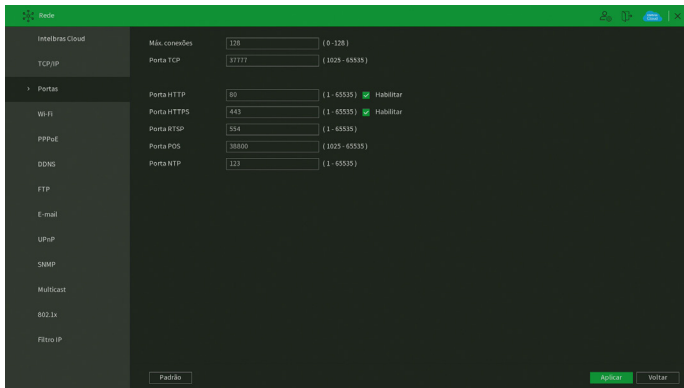 Rede
Intelbras Cloud
TCP/IP
Portas
Wi-Fi
PPPoE
DDNS
FTP
E-mail
UPnP
SNMP
Multicast
802.1x
Filtro IP
Máx. conexões 128 ( 0 -128 )
Porta TCP 37777 ( 1025 - 65535 )
Porta HTTP 80 ( 1 - 65535 ) Habilitar
Porta HTTPS 443 ( 1 - 65535 ) Habilitar
Porta RTSP 554 ( 1 - 65535 )
Porta POS 38800 ( 1025 - 65535 )
Porta NTP 123 ( 1 - 65535 )
Padrão Aplicar Voltar